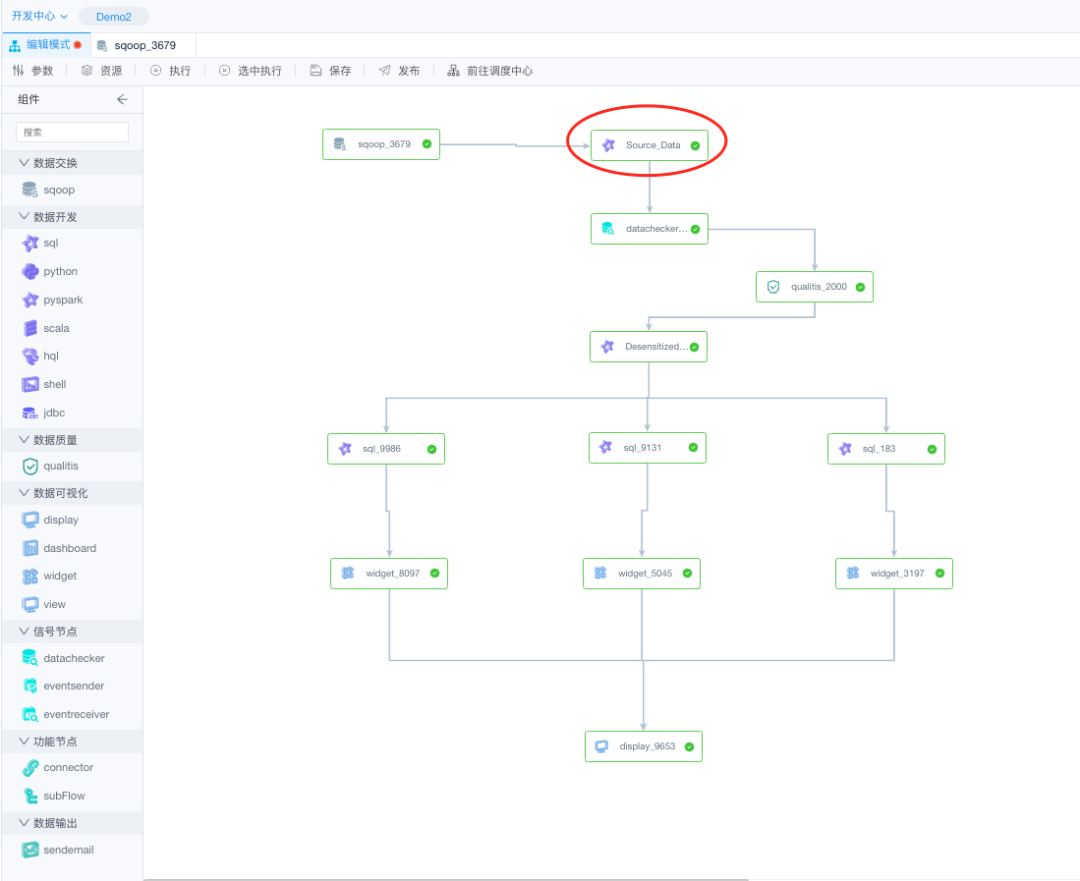 开发中心 Demo2
编辑模式 sqoop_3679
参数 资源 执行 选中执行 保存 发布 前往调度中心
组件
搜索
数据交换
sqoop
数据开发
sql
python
pyspark
scala
hql
shell
jdbc
数据质量
qualitis
数据可视化
display
dashboard
widget
view
信号节点
datachecker
eventsender
eventreceiver
功能节点
connector
subFlow
数据输出
sendemail
sqoop_3679
Source_Data
datachecker...
qualitis_2000
Desensitized...
sql_9986
sql_9131
sql_183
widget_8097
widget_5045
widget_3197
display_9653